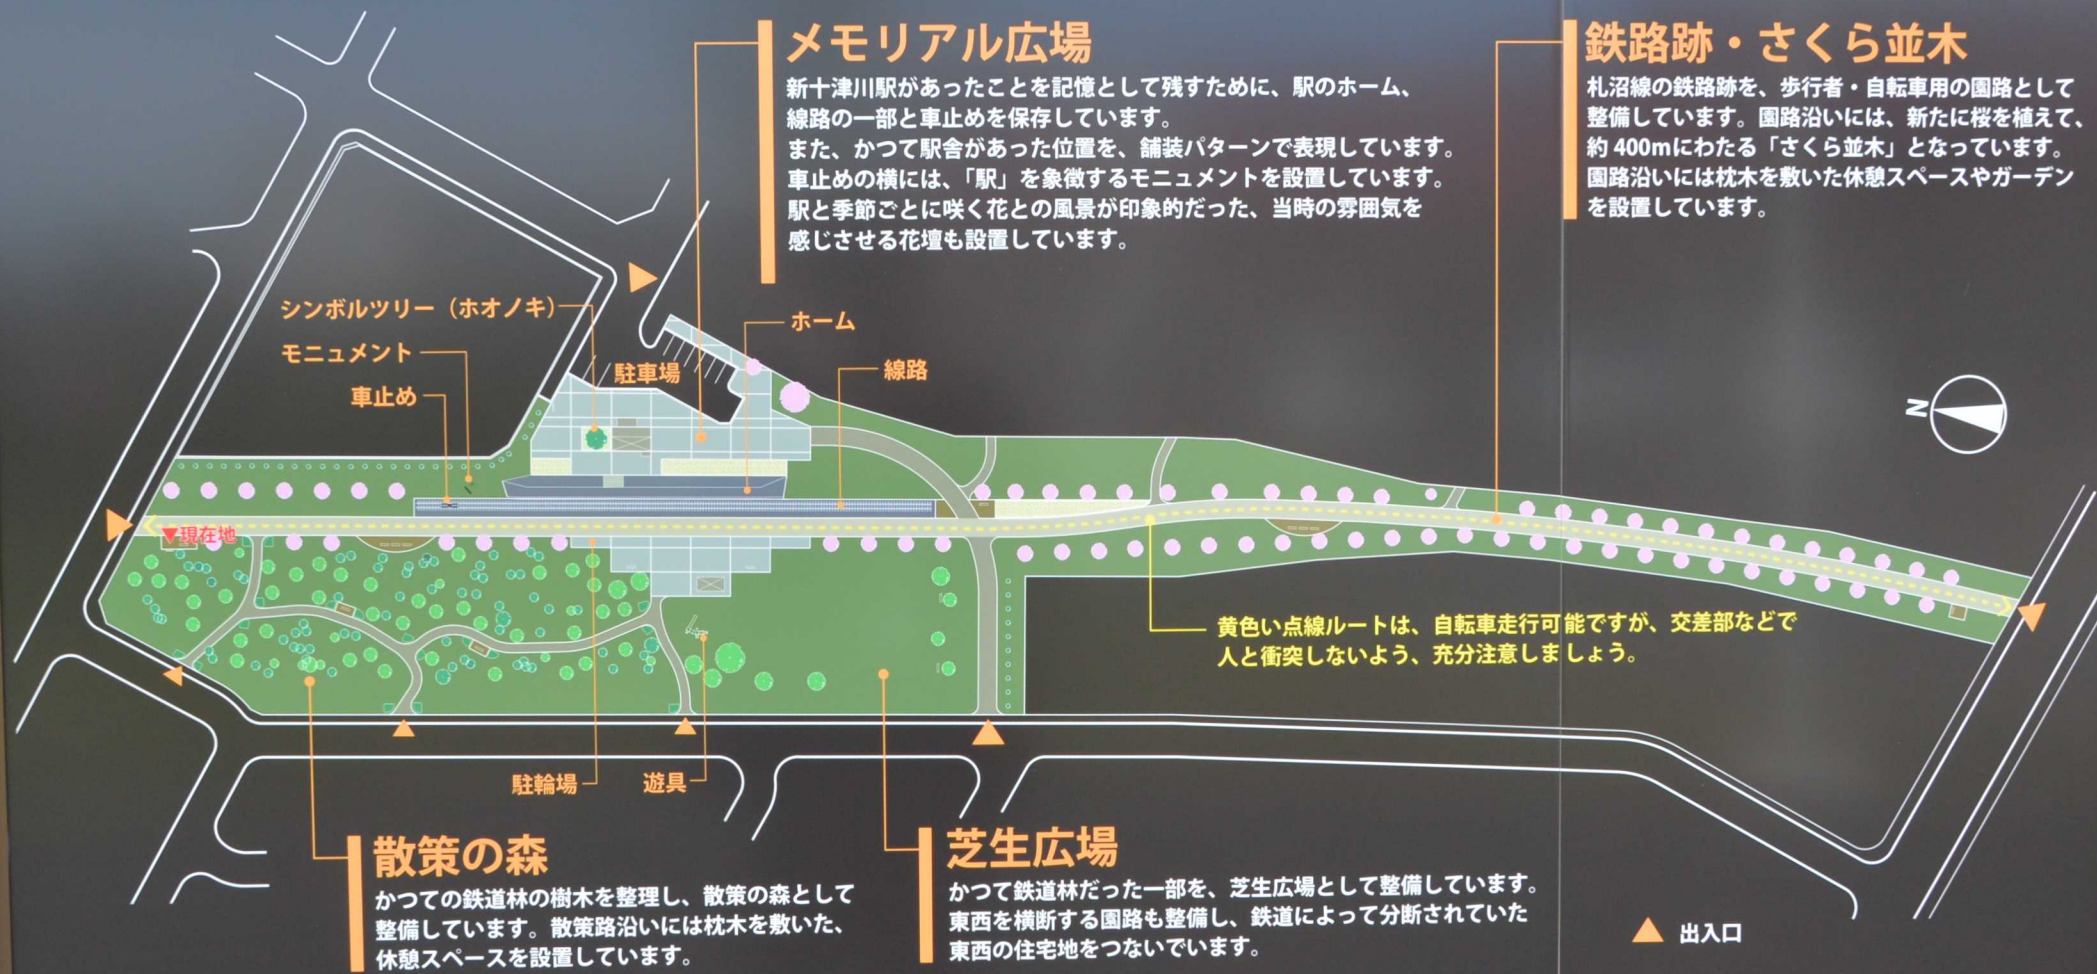 メモリアル広場
新十津川駅があったことを記憶として残すために、駅のホーム、
線路の一部と車止めを保存しています。
また、かつて駅舎があった位置を、舗装パターンで表現しています。
車止めの横には、「駅」を象徴するモニュメントを設置しています。
駅と季節ごとに咲く花との風景が印象的だった、当時の雰囲気を
感じさせる花壇も設置しています。
鉄路跡・さくら並木
札沼線の鉄路跡を、歩行者・自転車用の園路として
整備しています。園路沿いには、新たに桜を植えて、
約400mにわたる「さくら並木」となっています。
園路沿いには枕木を敷いた休憩スペースやガーデン
を設置しています。
シンボルツリー（ホオノキ）
モニュメント
車止め
駐車場
ホーム
線路
N
▼現在地
黄色い点線ルートは、自転車走行可能ですが、交差部などで
人と衝突しないよう、充分注意しましょう。
駐輪場
遊具
散策の森
かつての鉄道林の樹木を整理し、散策の森として
整備しています。散策路沿いには枕木を敷いた、
休憩スペースを設置しています。
芝生広場
かつて鉄道林だった一部を、芝生広場として整備しています。
東西を横断する園路も整備し、鉄道によって分断されていた
東西の住宅地をつないでいます。
出入口